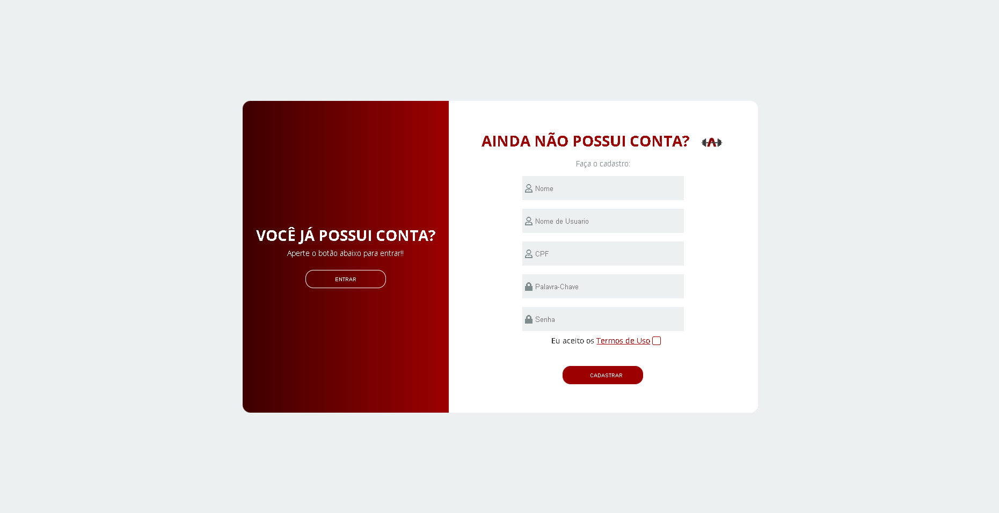 VOCÊ JÁ POSSUI CONTA?
Aperte o botão abaixo para entrar!!
ENTRAR
AINDA NÃO POSSUI CONTA?
A
Faça o cadastro:
Nome
Nome de Usuario
CPF
Palavra-Chave
Senha
Eu aceito os Termos de Uso
CADASTRAR